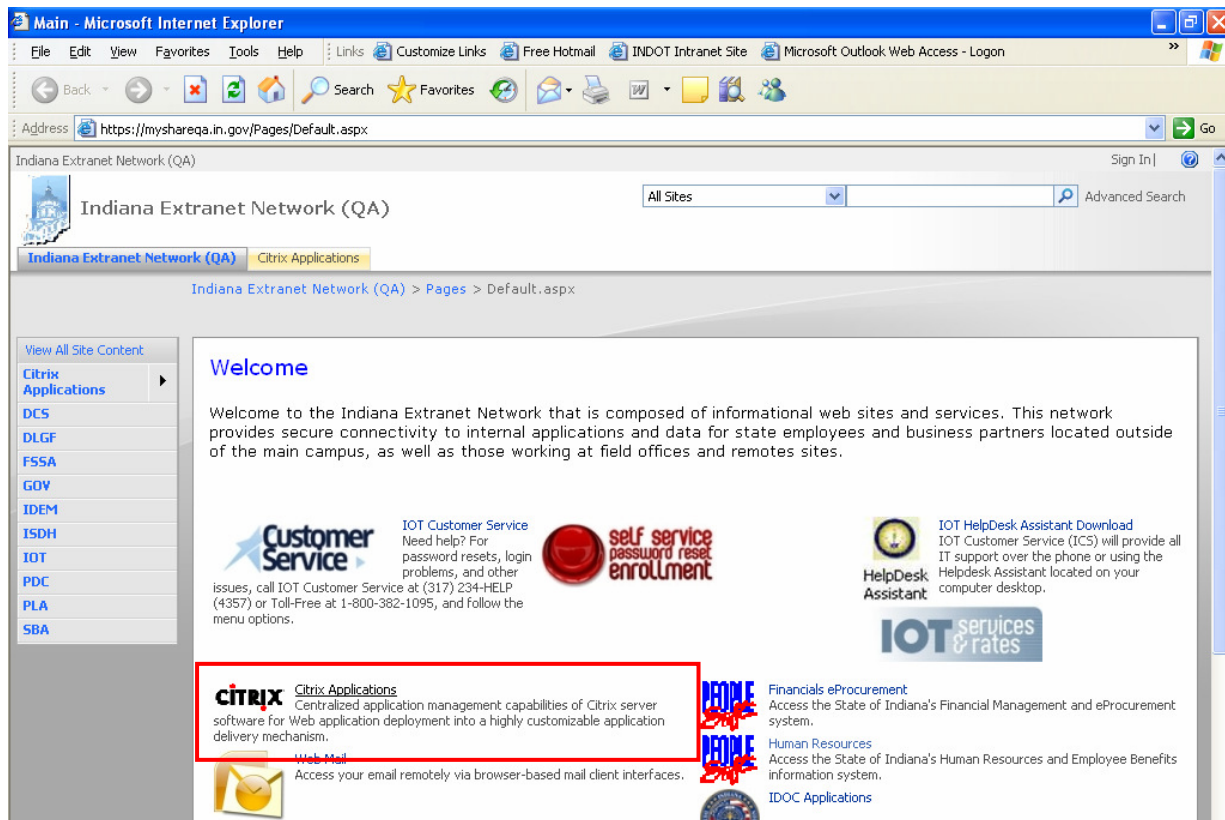 Main - Microsoft Internet Explorer
File Edit View Favorites Tools Help Links Customize Links Free Hotmail INDOT Intranet Site Microsoft Outlook Web Access - Logon »
Back Search Favorites
Address https://myshareqa.in.gov/Pages/Default.aspx Go
Indiana Extranet Network (QA) Sign In|
Indiana Extranet Network (QA) All Sites Advanced Search
Indiana Extranet Network (QA) Citrix Applications
Indiana Extranet Network (QA) > Pages > Default.aspx
View All Site Content
Citrix
Applications
DCS
DLGF
FSSA
GOV
IDEM
ISDH
IOT
PDC
PLA
SBA
Welcome
Welcome to the Indiana Extranet Network that is composed of informational web sites and services. This network
provides secure connectivity to internal applications and data for state employees and business partners located outside
of the main campus, as well as those working at field offices and remotes sites.
Customer
Service
IOT Customer Service
Need help? For
password resets, login
problems, and other
issues, call IOT Customer Service at (317) 234-HELP
(4357) or Toll-Free at 1-800-382-1095, and follow the
menu options.
self service
password reset
enrollment
HelpDesk
Assistant
IOT HelpDesk Assistant Download
IOT Customer Service (ICS) will provide all
IT support over the phone or using the
Helpdesk Assistant located on your
computer desktop.
IOT services
& rates
CITRIX Citrix Applications
Centralized application management capabilities of Citrix server
software for Web application deployment into a highly customizable application
delivery mechanism.
Web Mail
Access your email remotely via browser-based mail client interfaces.
PEOPLE
Soft
Financials eProcurement
Access the State of Indiana's Financial Management and eProcurement
system.
PEOPLE
Soft
Human Resources
Access the State of Indiana's Human Resources and Employee Benefits
information system.
IDOC Applications